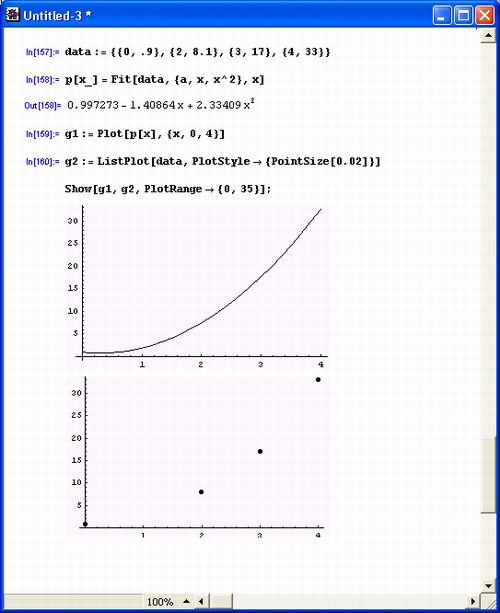 Untitled-3 *
In[157]:= data := {{0, .9}, {2, 8.1}, {3, 17}, {4, 33}}
In[158]:= p[x_] = Fit[data, {a, x, x^2}, x]
Out[158]= 0.997273 - 1.40864 x + 2.33409 x²
In[159]:= g1 := Plot[p[x], {x, 0, 4}]
In[160]:= g2 := ListPlot[data, PlotStyle → {PointSize[0.02]}]
Show[g1, g2, PlotRange → {0, 35}];
30
25
20
15
10
5
1 2 3 4
30
25
20
15
10
5
1 2 3 4
100%